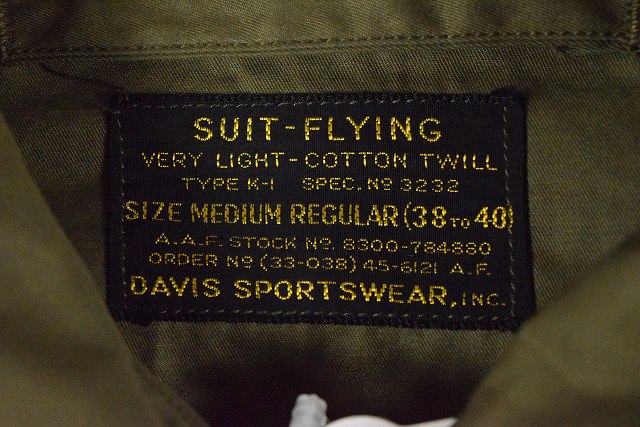 SUIT-FLYING
VERY LIGHT-COTTON TWILL
TYPE K-1 SPEC. Nº 3232
SIZE MEDIUM REGULAR (38 TO 40)
A.A.F. STOCK Nº. 8300-784880
ORDER Nº (33-038) 45-6121 A.F.
DAVIS SPORTSWEAR, INC.